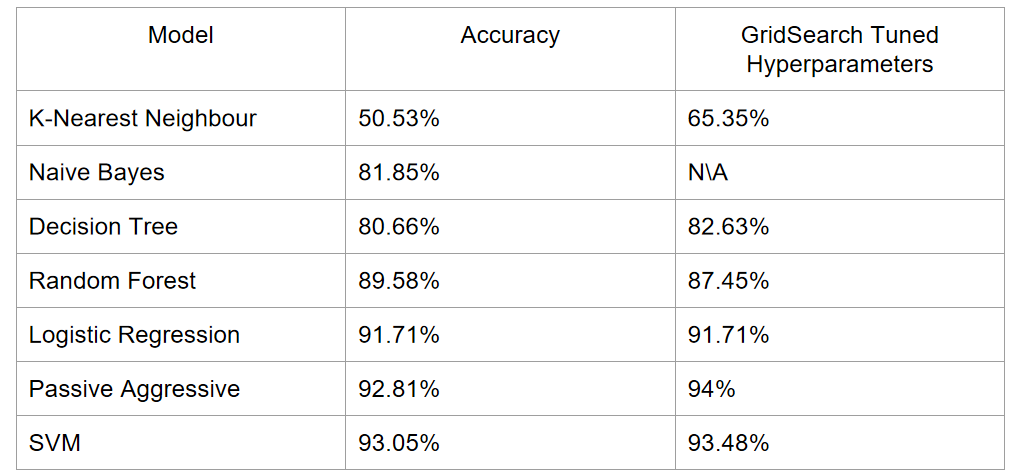 Model Accuracy GridSearch Tuned
Hyperparameters
K-Nearest Neighbour 50.53% 65.35%
Naive Bayes 81.85% N\A
Decision Tree 80.66% 82.63%
Random Forest 89.58% 87.45%
Logistic Regression 91.71% 91.71%
Passive Aggressive 92.81% 94%
SVM 93.05% 93.48%